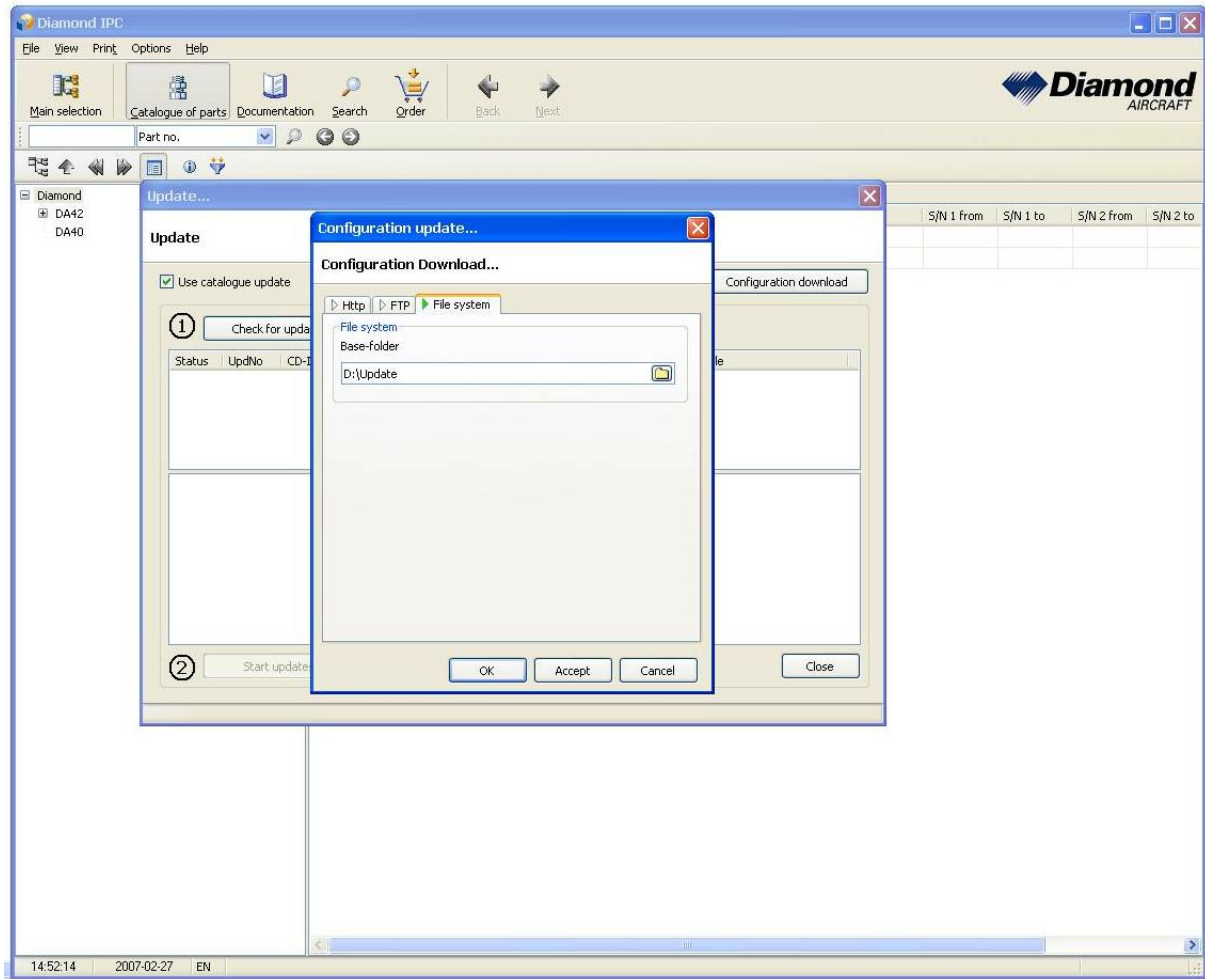 Diamond IPC
File View Print Options Help
Main selection Catalogue of parts Documentation Search Order Back Next
Diamond
AIRCRAFT
Part no.
Diamond
DA42
DA40
S/N 1 from S/N 1 to S/N 2 from S/N 2 to
Update...
Update
Use catalogue update
Configuration download
1 Check for upda
Status UpdNo CD-I
le
2 Start update
Close
Configuration update...
Configuration Download...
Http FTP File system
File system
Base-folder
D:\Update
OK Accept Cancel
14:52:14 2007-02-27 EN